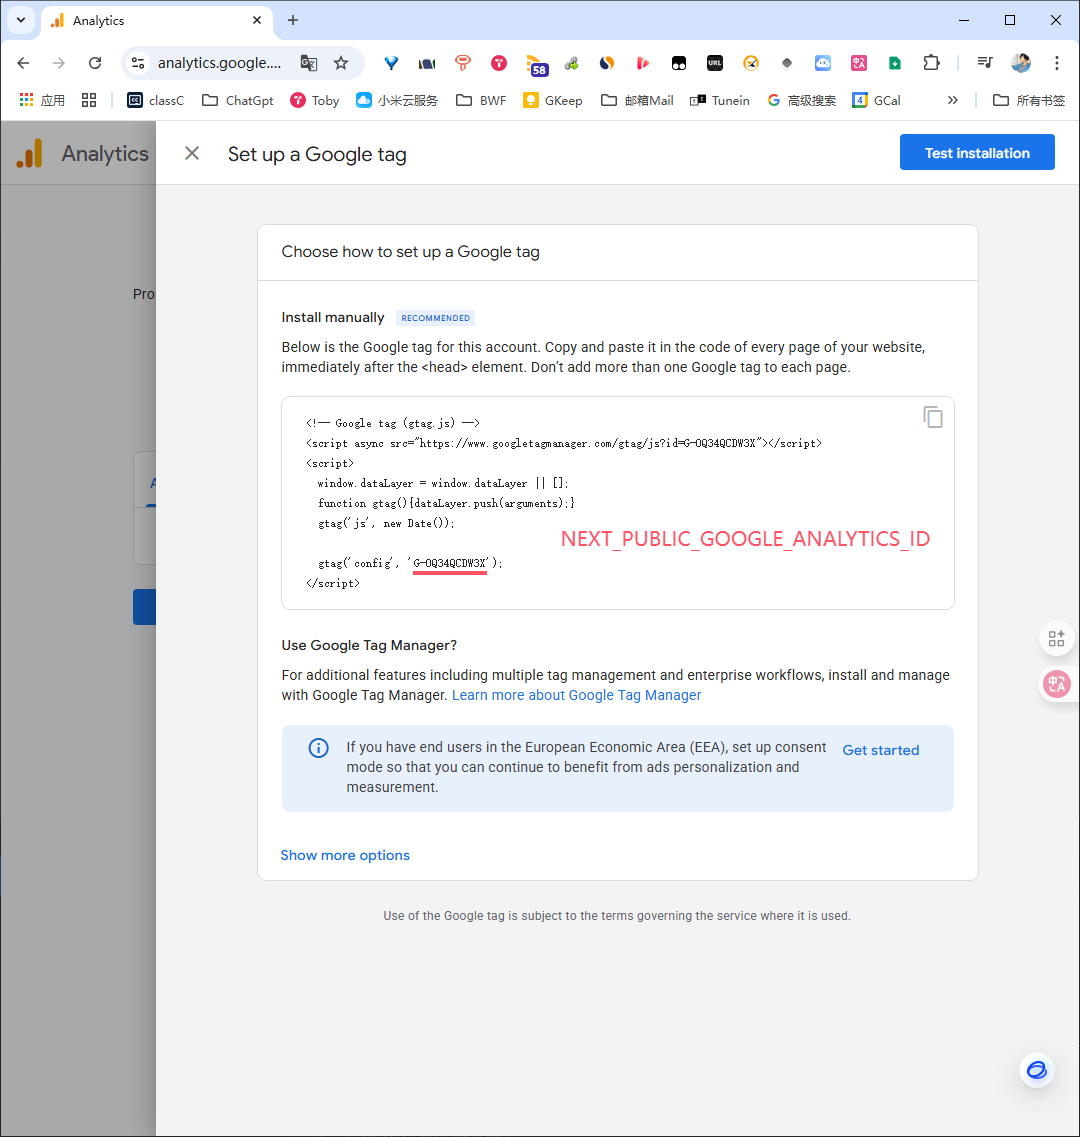 Analytics
analytics.google....
58
URL
应用
classC
ChatGpt
Toby
小米云服务
BWF
GKeep
邮箱Mail
Tunein
高级搜索
GCal
所有书签
Analytics
Set up a Google tag
Test installation
Choose how to set up a Google tag
Pro
Install manually
RECOMMENDED
Below is the Google tag for this account. Copy and paste it in the code of every page of your website,
immediately after the <head> element. Don’t add more than one Google tag to each page.
<!-- Google tag (gtag.js) -->
<script async src="https://www.googletagmanager.com/gtag/js?id=G-0Q34QCDW3X"></script>
<script>
window.dataLayer = window.dataLayer || [];
function gtag(){dataLayer.push(arguments);}
gtag('js', new Date());
NEXT_PUBLIC_GOOGLE_ANALYTICS_ID
gtag('config', 'G-0Q34QCDW3X');
</script>
Use Google Tag Manager?
For additional features including multiple tag management and enterprise workflows, install and manage
with Google Tag Manager. Learn more about Google Tag Manager
If you have end users in the European Economic Area (EEA), set up consent
mode so that you can continue to benefit from ads personalization and
measurement.
Get started
Show more options
Use of the Google tag is subject to the terms governing the service where it is used.